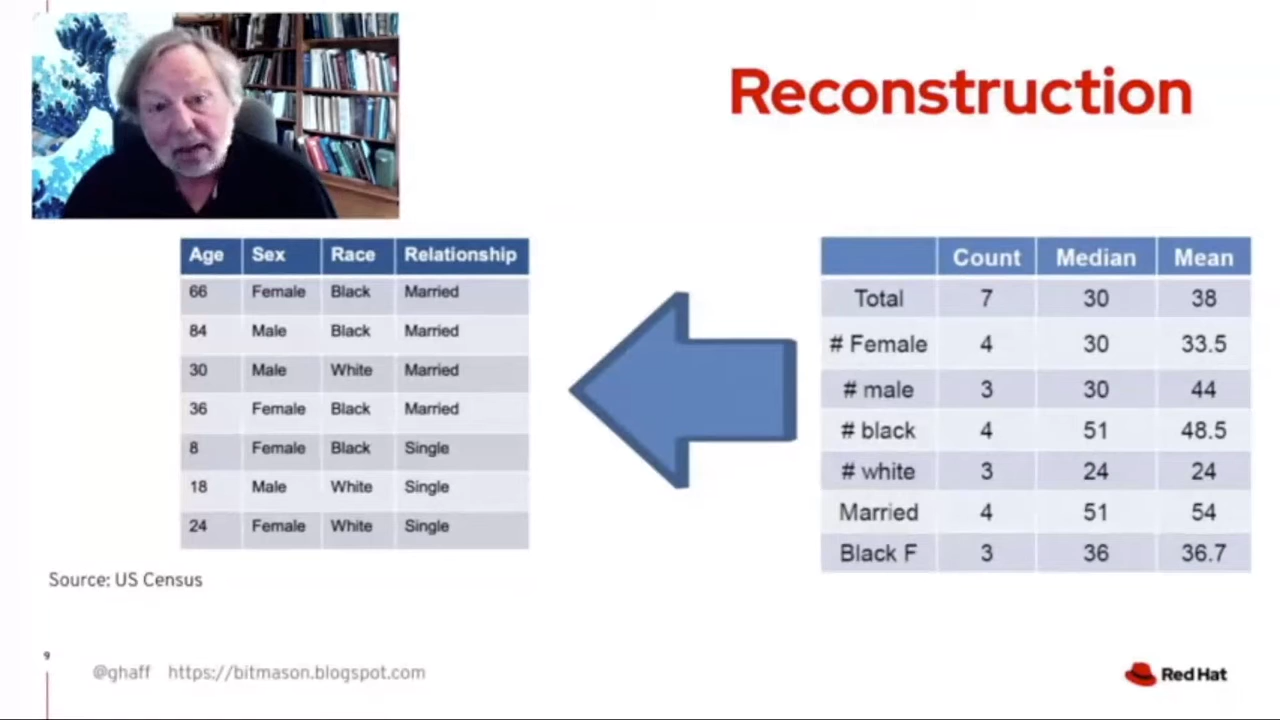 Reconstruction
Age Sex Race Relationship
66 Female Black Married
84 Male Black Married
30 Male White Married
36 Female Black Married
8 Female Black Single
18 Male White Single
24 Female White Single
Count Median Mean
Total 7 30 38
# Female 4 30 33.5
# male 3 30 44
# black 4 51 48.5
# white 3 24 24
Married 4 51 54
Black F 3 36 36.7
Source: US Census
9
@ghaff https://bitmason.blogspot.com
Red Hat